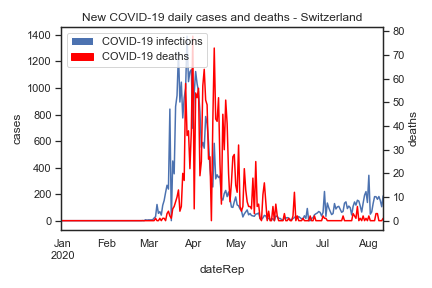 New COVID-19 daily cases and deaths - Switzerland
COVID-19 infections
COVID-19 deaths
1400
1200
1000
800
600
400
200
0
cases
80
70
60
50
40
30
20
10
0
deaths
Jan Feb Mar Apr May Jun Jul Aug
2020
dateRep